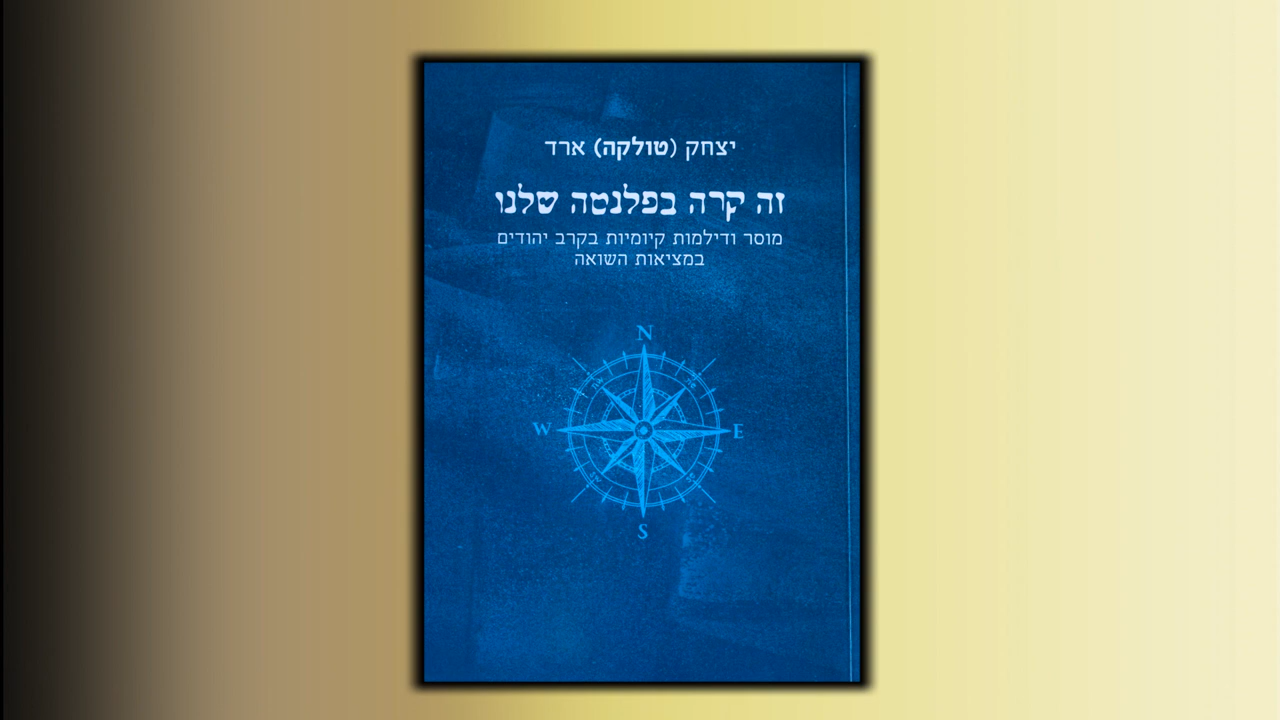 יצחק (טולקה) ארד
זה קרה בפלנטה שלנו
מוסר ודילמות קיומיות בקרב יהודים
במציאות השואה
N
W E
S